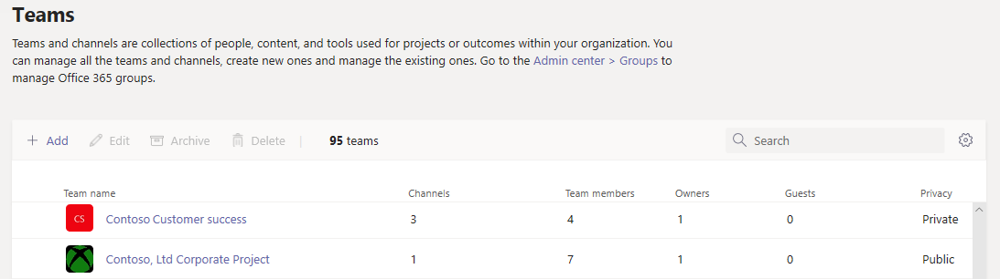 Teams
Teams and channels are collections of people, content, and tools used for projects or outcomes within your organization. You
can manage all the teams and channels, create new ones and manage the existing ones. Go to the Admin center > Groups to
manage Office 365 groups.
+ Add Edit Archive Delete | 95 teams Search
Team name Channels Team members Owners Guests Privacy
CS Contoso Customer success 3 4 1 0 Private
Contoso, Ltd Corporate Project 1 7 1 0 Public